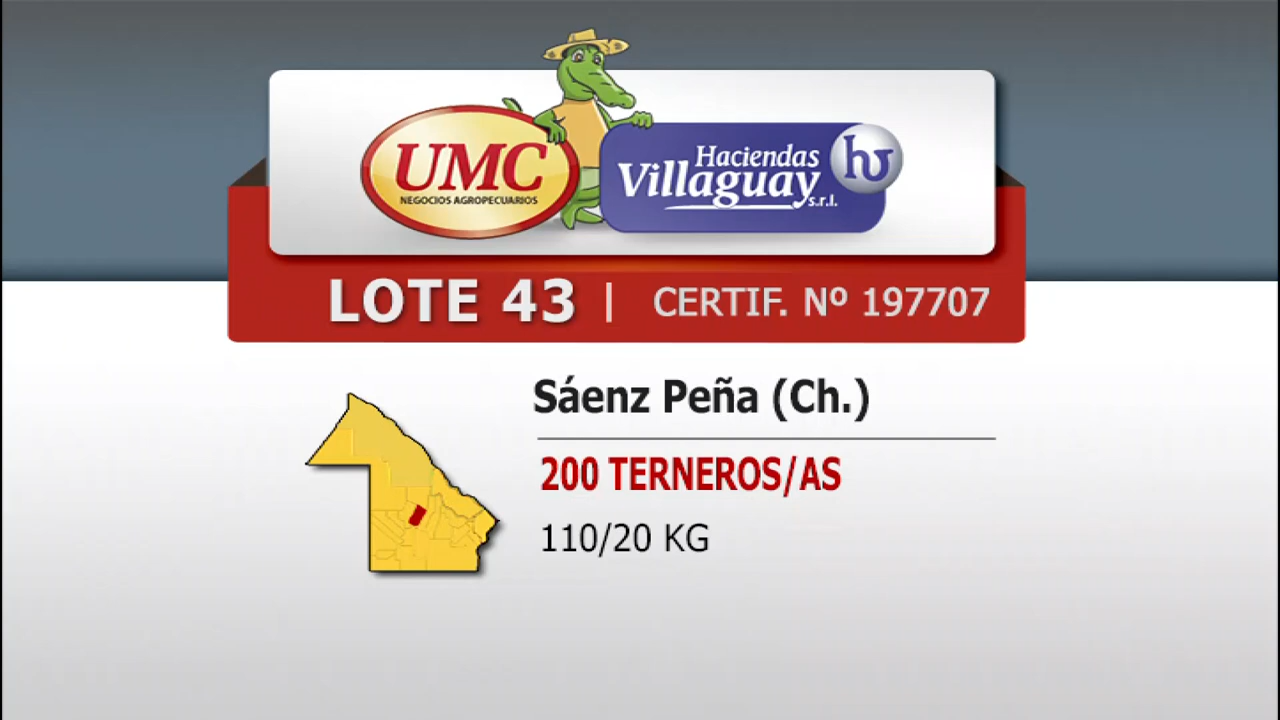 UMC
NEGOCIOS AGROPECUARIOS
Haciendas
Villaguay
s.r.l.
hv
LOTE 43 | CERTIF. Nº 197707
Sáenz Peña (Ch.)
200 TERNEROS/AS
110/20 KG